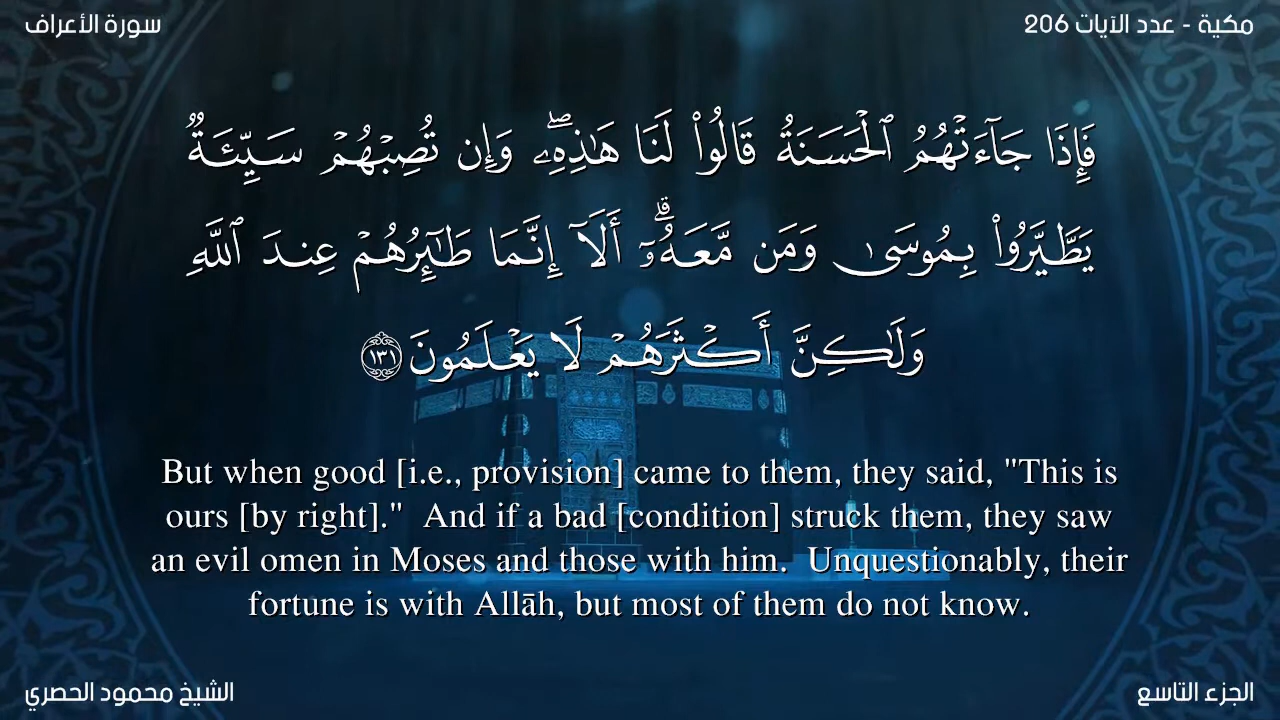 سورة الأعراف
مكية - عدد الآيات 206
فَإِذَا جَآءَتْهُمُ ٱلْحَسَنَةُ قَالُوا۟ لَنَا هَـٰذِهِۦ ۖ وَإِن تُصِبْهُمْ سَيِّئَةٌ
يَطَّيَّرُوا۟ بِمُوسَىٰ وَمَن مَّعَهُۥٓ ۗ أَلَآ إِنَّمَا طَـٰٓئِرُهُمْ عِندَ ٱللَّهِ
وَلَـٰكِنَّ أَكْثَرَهُمْ لَا يَعْلَمُونَ ١٣١
But when good [i.e., provision] came to them, they said, "This is
ours [by right]."  And if a bad [condition] struck them, they saw
an evil omen in Moses and those with him.  Unquestionably, their
fortune is with Allāh, but most of them do not know.
الشيخ محمود الحصري
الجزء التاسع